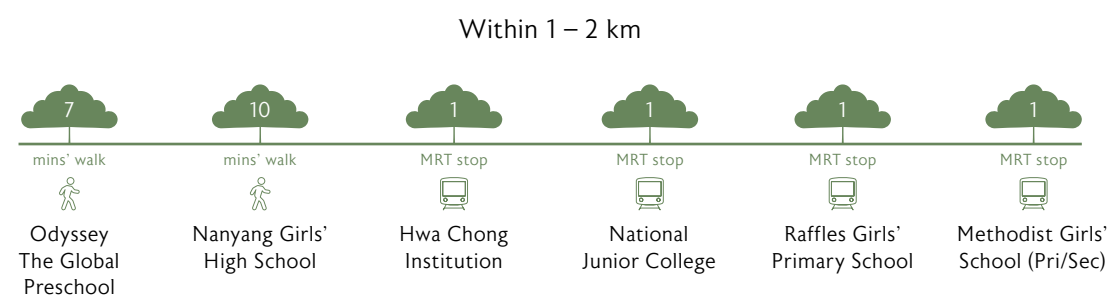 Within 1 – 2 km
7
10
1
1
1
1
mins’ walk
mins’ walk
MRT stop
MRT stop
MRT stop
MRT stop
Odyssey
The Global
Preschool
Nanyang Girls’
High School
Hwa Chong
Institution
National
Junior College
Raffles Girls’
Primary School
Methodist Girls’
School (Pri/Sec)